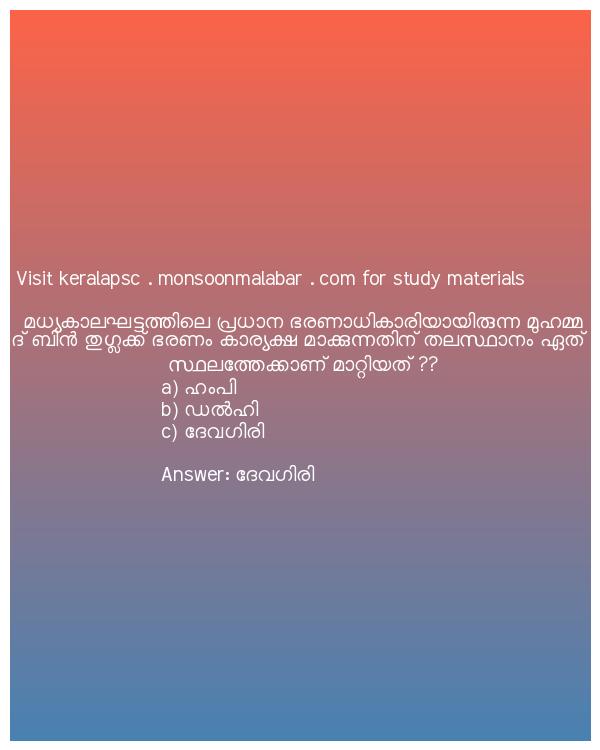 Visit keralapsc . monsoonmalabar . com for study materials
മധ്യകാലഘട്ടത്തിലെ പ്രധാന ഭരണാധികാരിയായിരുന്ന മുഹമ്മ
ദ് ബിൻ തുഗ്ലക്ക് ഭരണം കാര്യക്ഷ മാക്കുന്നതിന് തലസ്ഥാനം ഏത്
സ്ഥലത്തേക്കാണ് മാറ്റിയത് ??
a) ഹംപി
b) ഡൽഹി
c) ദേവഗിരി
Answer: ദേവഗിരി